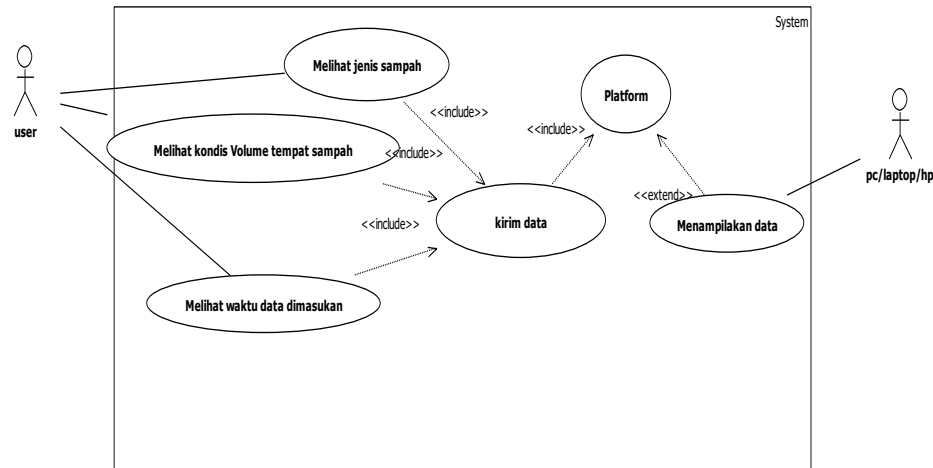 System
Melihat jenis sampah
Platform
<<include>>
<<include>>
user
Melihat kondis Volume tempat sampah
<<include>>
pc/laptop/hp
<<extend>>
<<include>>
kirim data
Menampilakan data
Melihat waktu data dimasukan